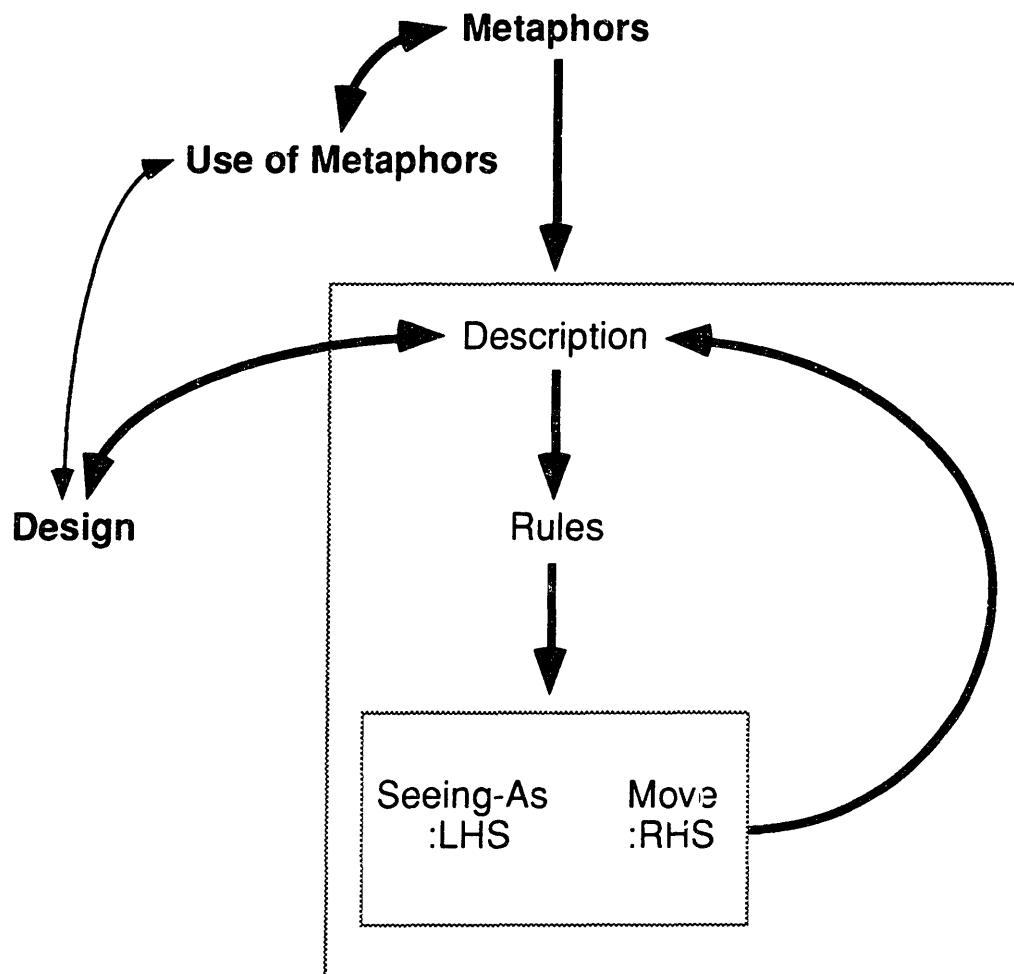 Metaphors
Use of Metaphors
Description
Design
Rules
Seeing-As Move
:LHS :RHS